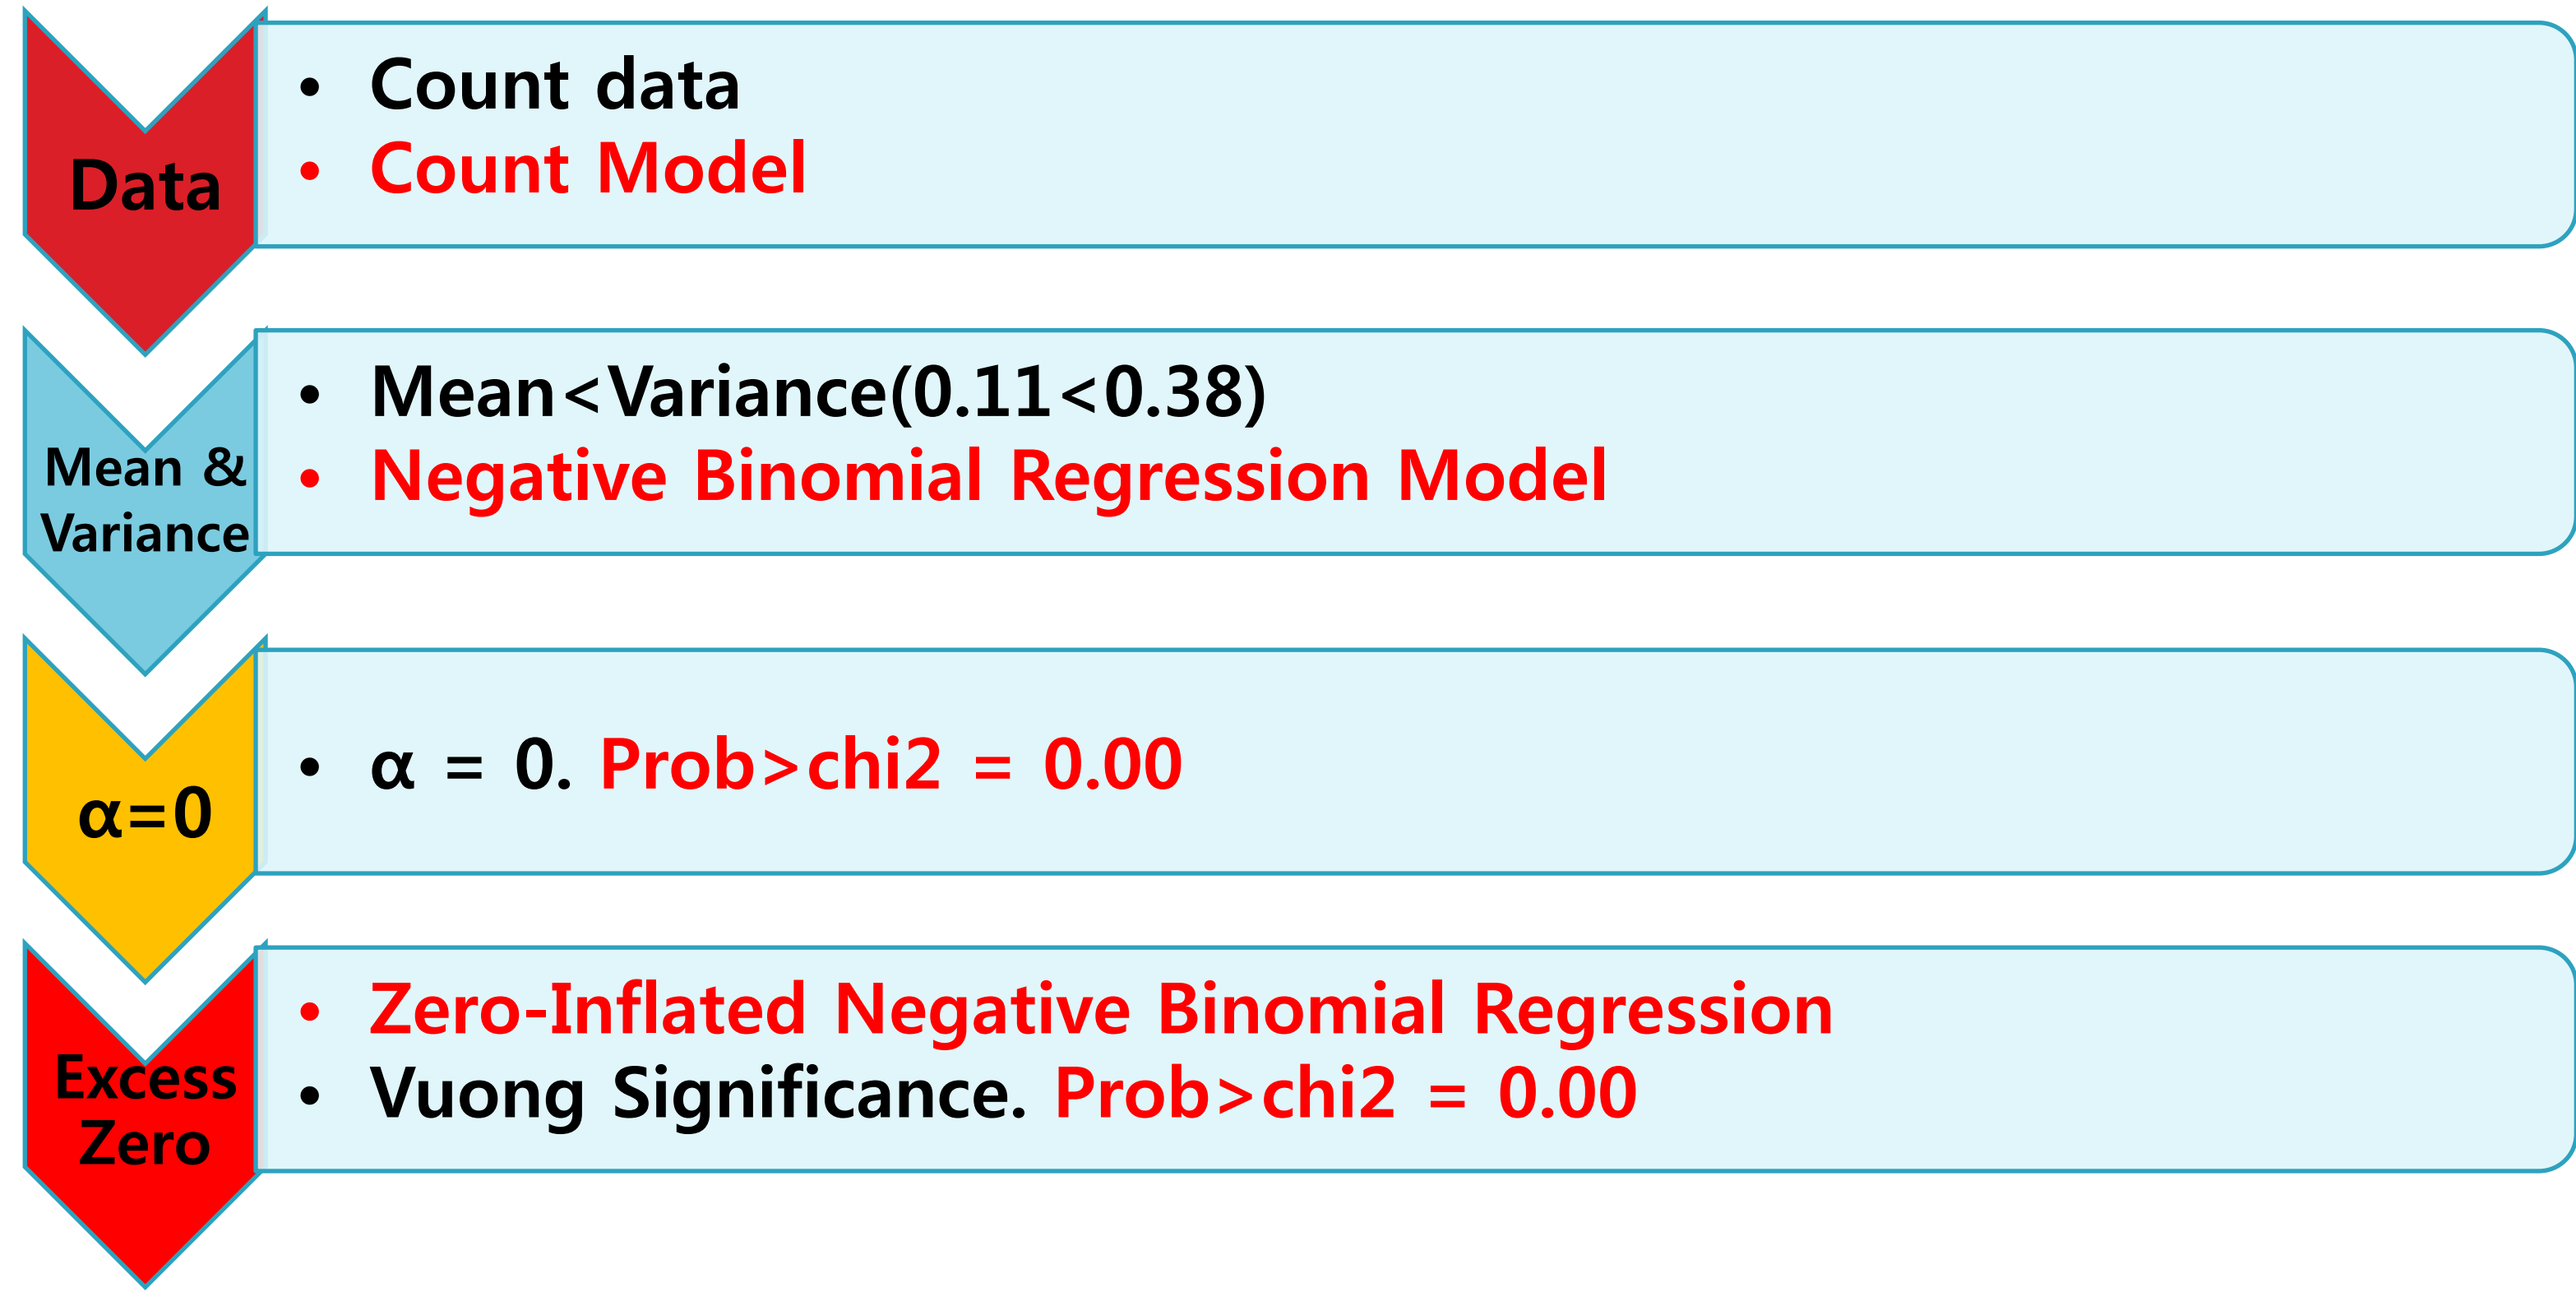 Data
• Count data
• Count Model
Mean &
Variance
• Mean<Variance(0.11<0.38)
• Negative Binomial Regression Model
α=0
• α = 0. Prob>chi2 = 0.00
Excess
Zero
• Zero-Inflated Negative Binomial Regression
• Vuong Significance. Prob>chi2 = 0.00